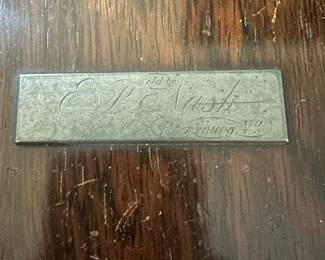 Sold by
E. P. Nash
Petersburg, Va.